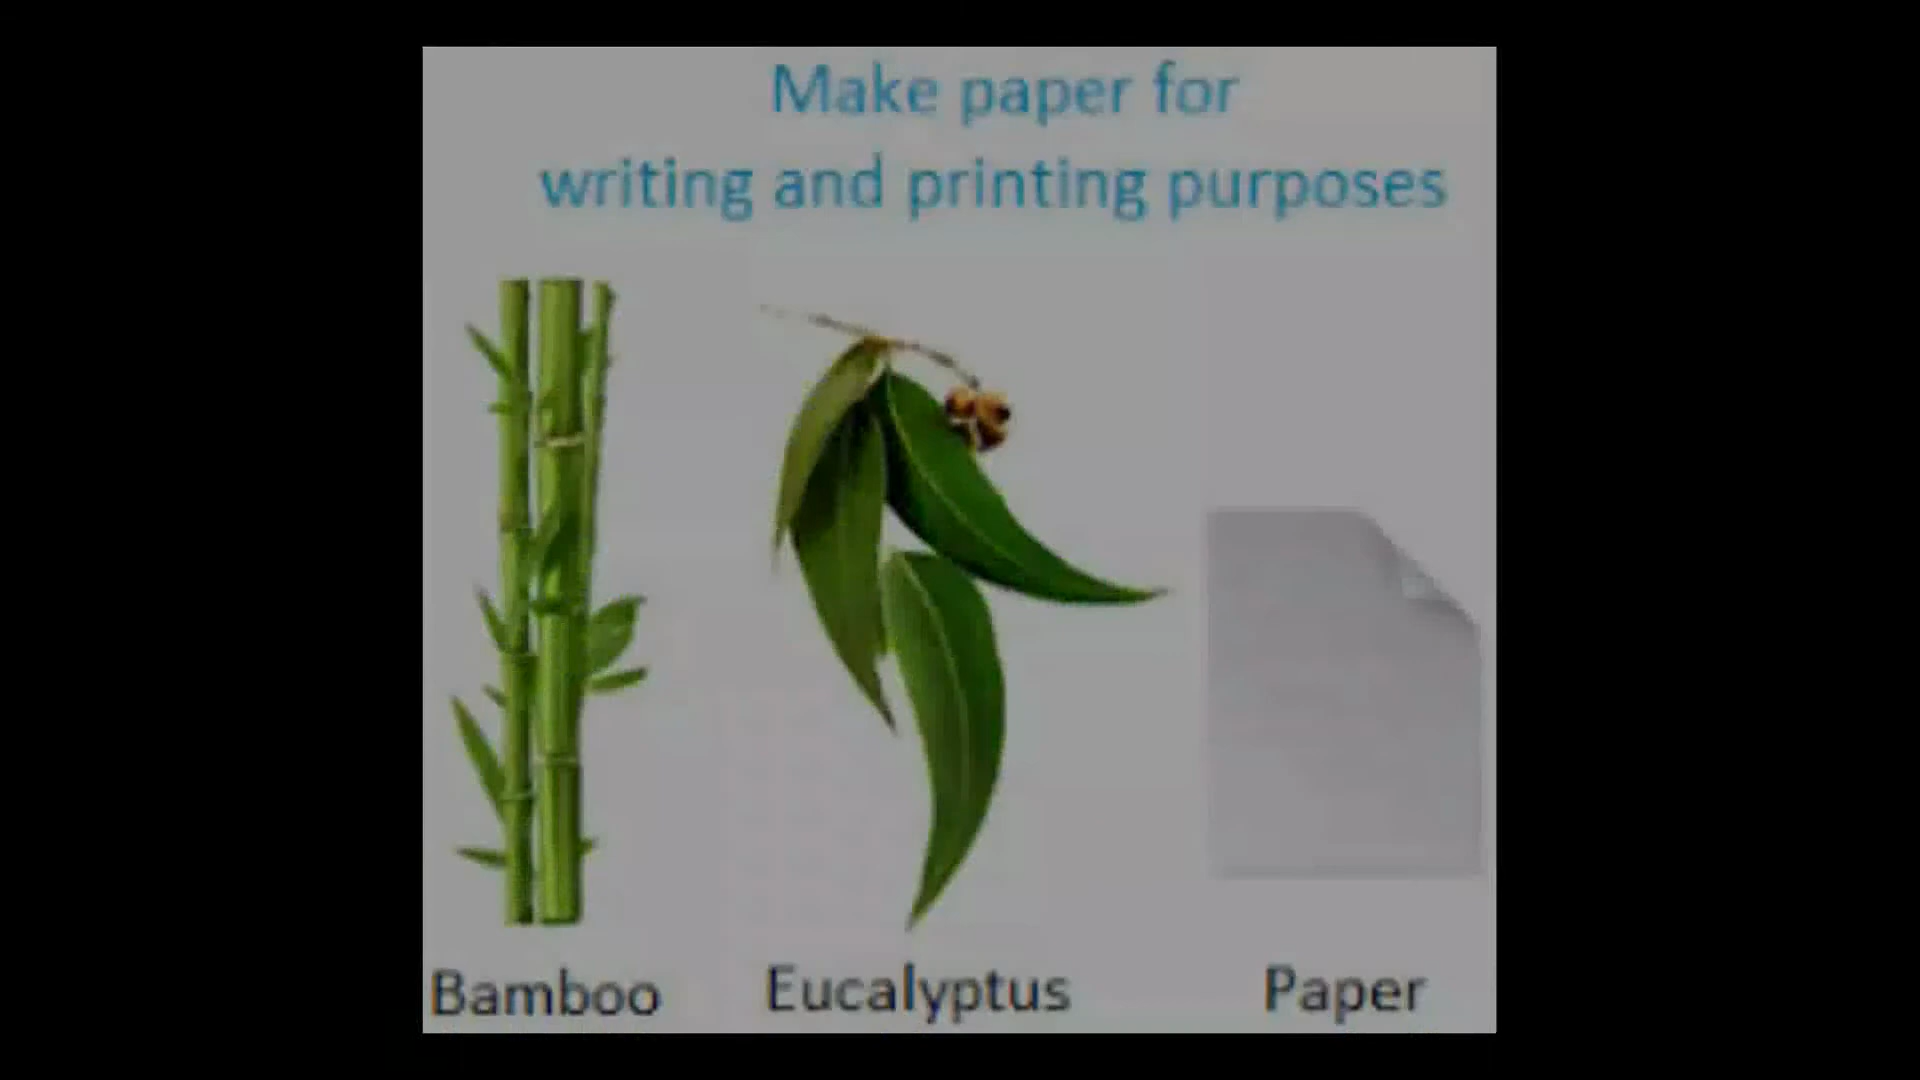 Make paper for
writing and printing purposes
Bamboo Eucalyptus Paper